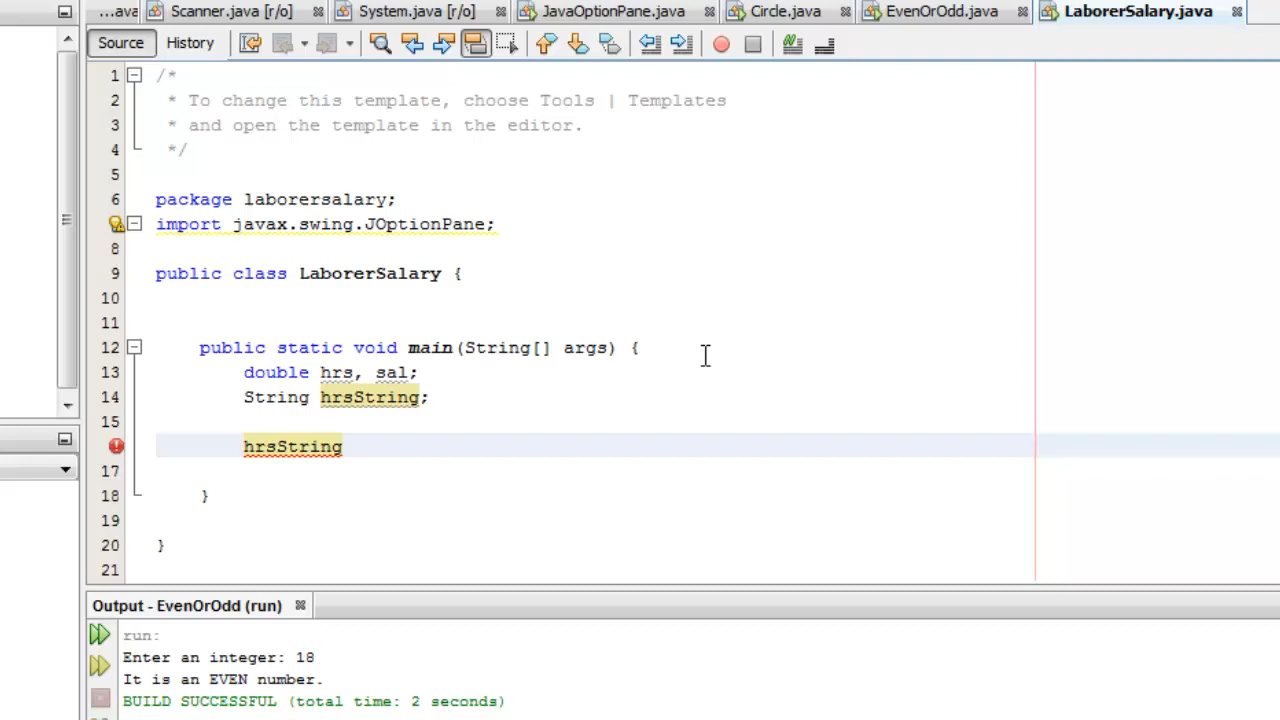 ...ava Scanner.java [r/o] System.java [r/o] JavaOptionPane.java Circle.java EvenOrOdd.java LaborerSalary.java
Source History
1 /*
2 * To change this template, choose Tools | Templates
3 * and open the template in the editor.
4 */
5
6 package laborersalary;
import javax.swing.JOptionPane;
8
9 public class LaborerSalary {
10
11
12 public static void main(String[] args) {
13 double hrs, sal;
14 String hrsString;
15
hrsString
17
18 }
19
20 }
21
Output - EvenOrOdd (run)
run:
Enter an integer: 18
It is an EVEN number.
BUILD SUCCESSFUL (total time: 2 seconds)